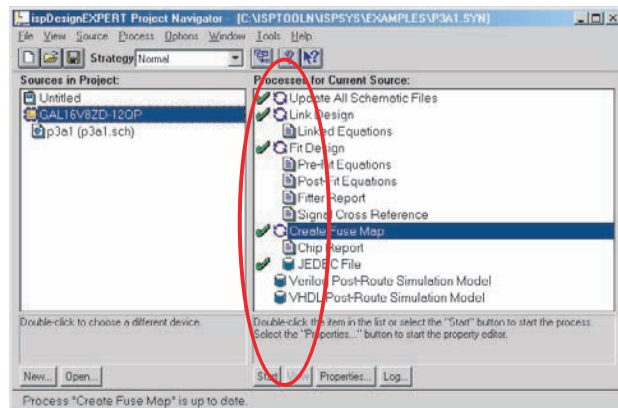 ispDesignEXPERT Project Navigator - [C:\ISPTOOLN\ISPSYS\EXAMPLES\P3A1.SYN]
File View Source Process Options Window Tools Help
Strategy Normal
Sources in Project:
Untitled
GAL16V8ZD-12QP
p3a1 (p3a1.sch)
Double-click to choose a different device.
New... Open...
Processes for Current Source:
Update All Schematic Files
Link Design
Linked Equations
Fit Design
Pre-Fit Equations
Post-Fit Equations
Fitter Report
Signal Cross Reference
Create Fuse Map
Chip Report
JEDEC File
Verilog Post-Route Simulation Model
VHDL Post-Route Simulation Model
Double-click the item in the list or select the "Start" button to start the process.
Select the "Properties..." button to start the property editor.
Start View Properties... Log...
Process "Create Fuse Map" is up to date.